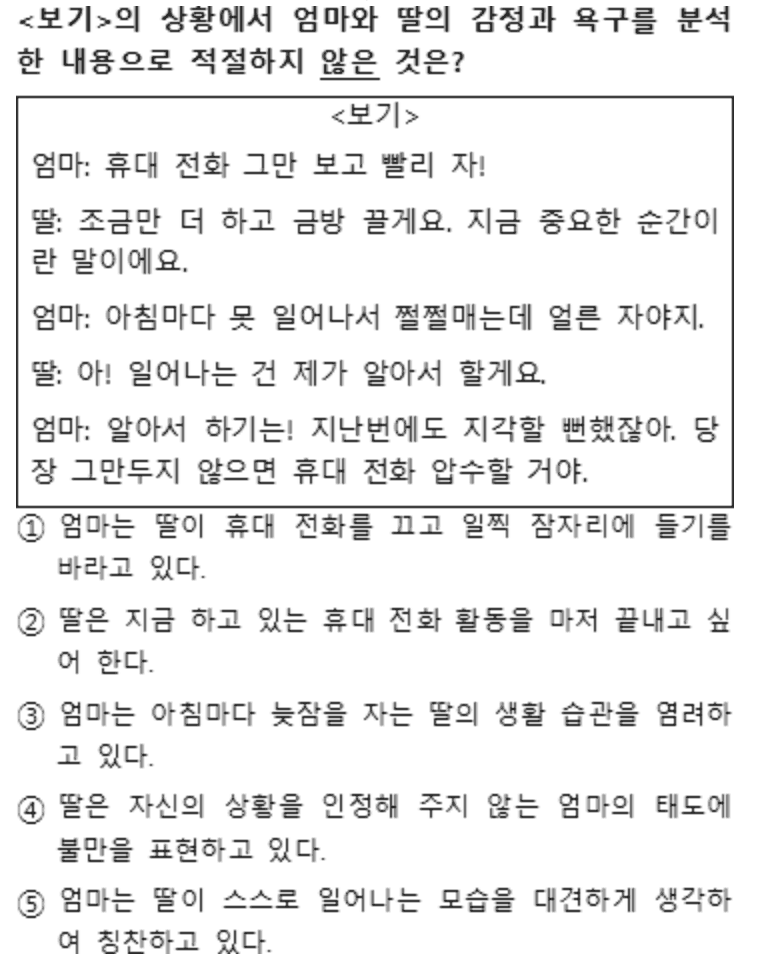 <보기>의 상황에서 엄마와 딸의 감정과 욕구를 분석
한 내용으로 적절하지 않은 것은?
<보기>
엄마: 휴대 전화 그만 보고 빨리 자!
딸: 조금만 더 하고 금방 끌게요. 지금 중요한 순간이
란 말이에요.
엄마: 아침마다 못 일어나서 쩔쩔매는데 얼른 자야지.
딸: 아! 일어나는 건 제가 알아서 할게요.
엄마: 알아서 하기는! 지난번에도 지각할 뻔했잖아. 당
장 그만두지 않으면 휴대 전화 압수할 거야.
① 엄마는 딸이 휴대 전화를 끄고 일찍 잠자리에 들기를
바라고 있다.
② 딸은 지금 하고 있는 휴대 전화 활동을 마저 끝내고 싶
어 한다.
③ 엄마는 아침마다 늦잠을 자는 딸의 생활 습관을 염려하
고 있다.
④ 딸은 자신의 상황을 인정해 주지 않는 엄마의 태도에
불만을 표현하고 있다.
⑤ 엄마는 딸이 스스로 일어나는 모습을 대견하게 생각하
여 칭찬하고 있다.